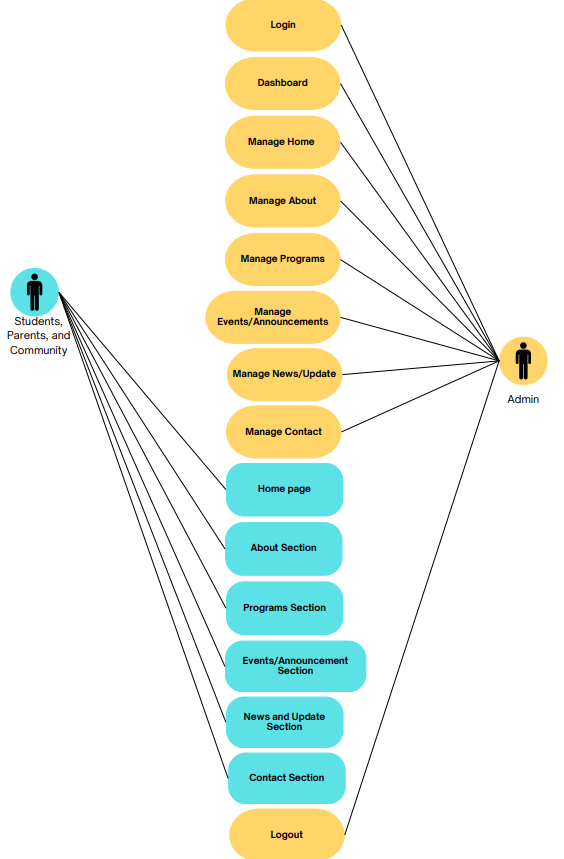 Login
Dashboard
Manage Home
Manage About
Manage Programs
Manage
Events/Announcements
Manage News/Update
Manage Contact
Students,
Parents, and
Community
Admin
Home page
About Section
Programs Section
Events/Announcement
Section
News and Update
Section
Contact Section
Logout